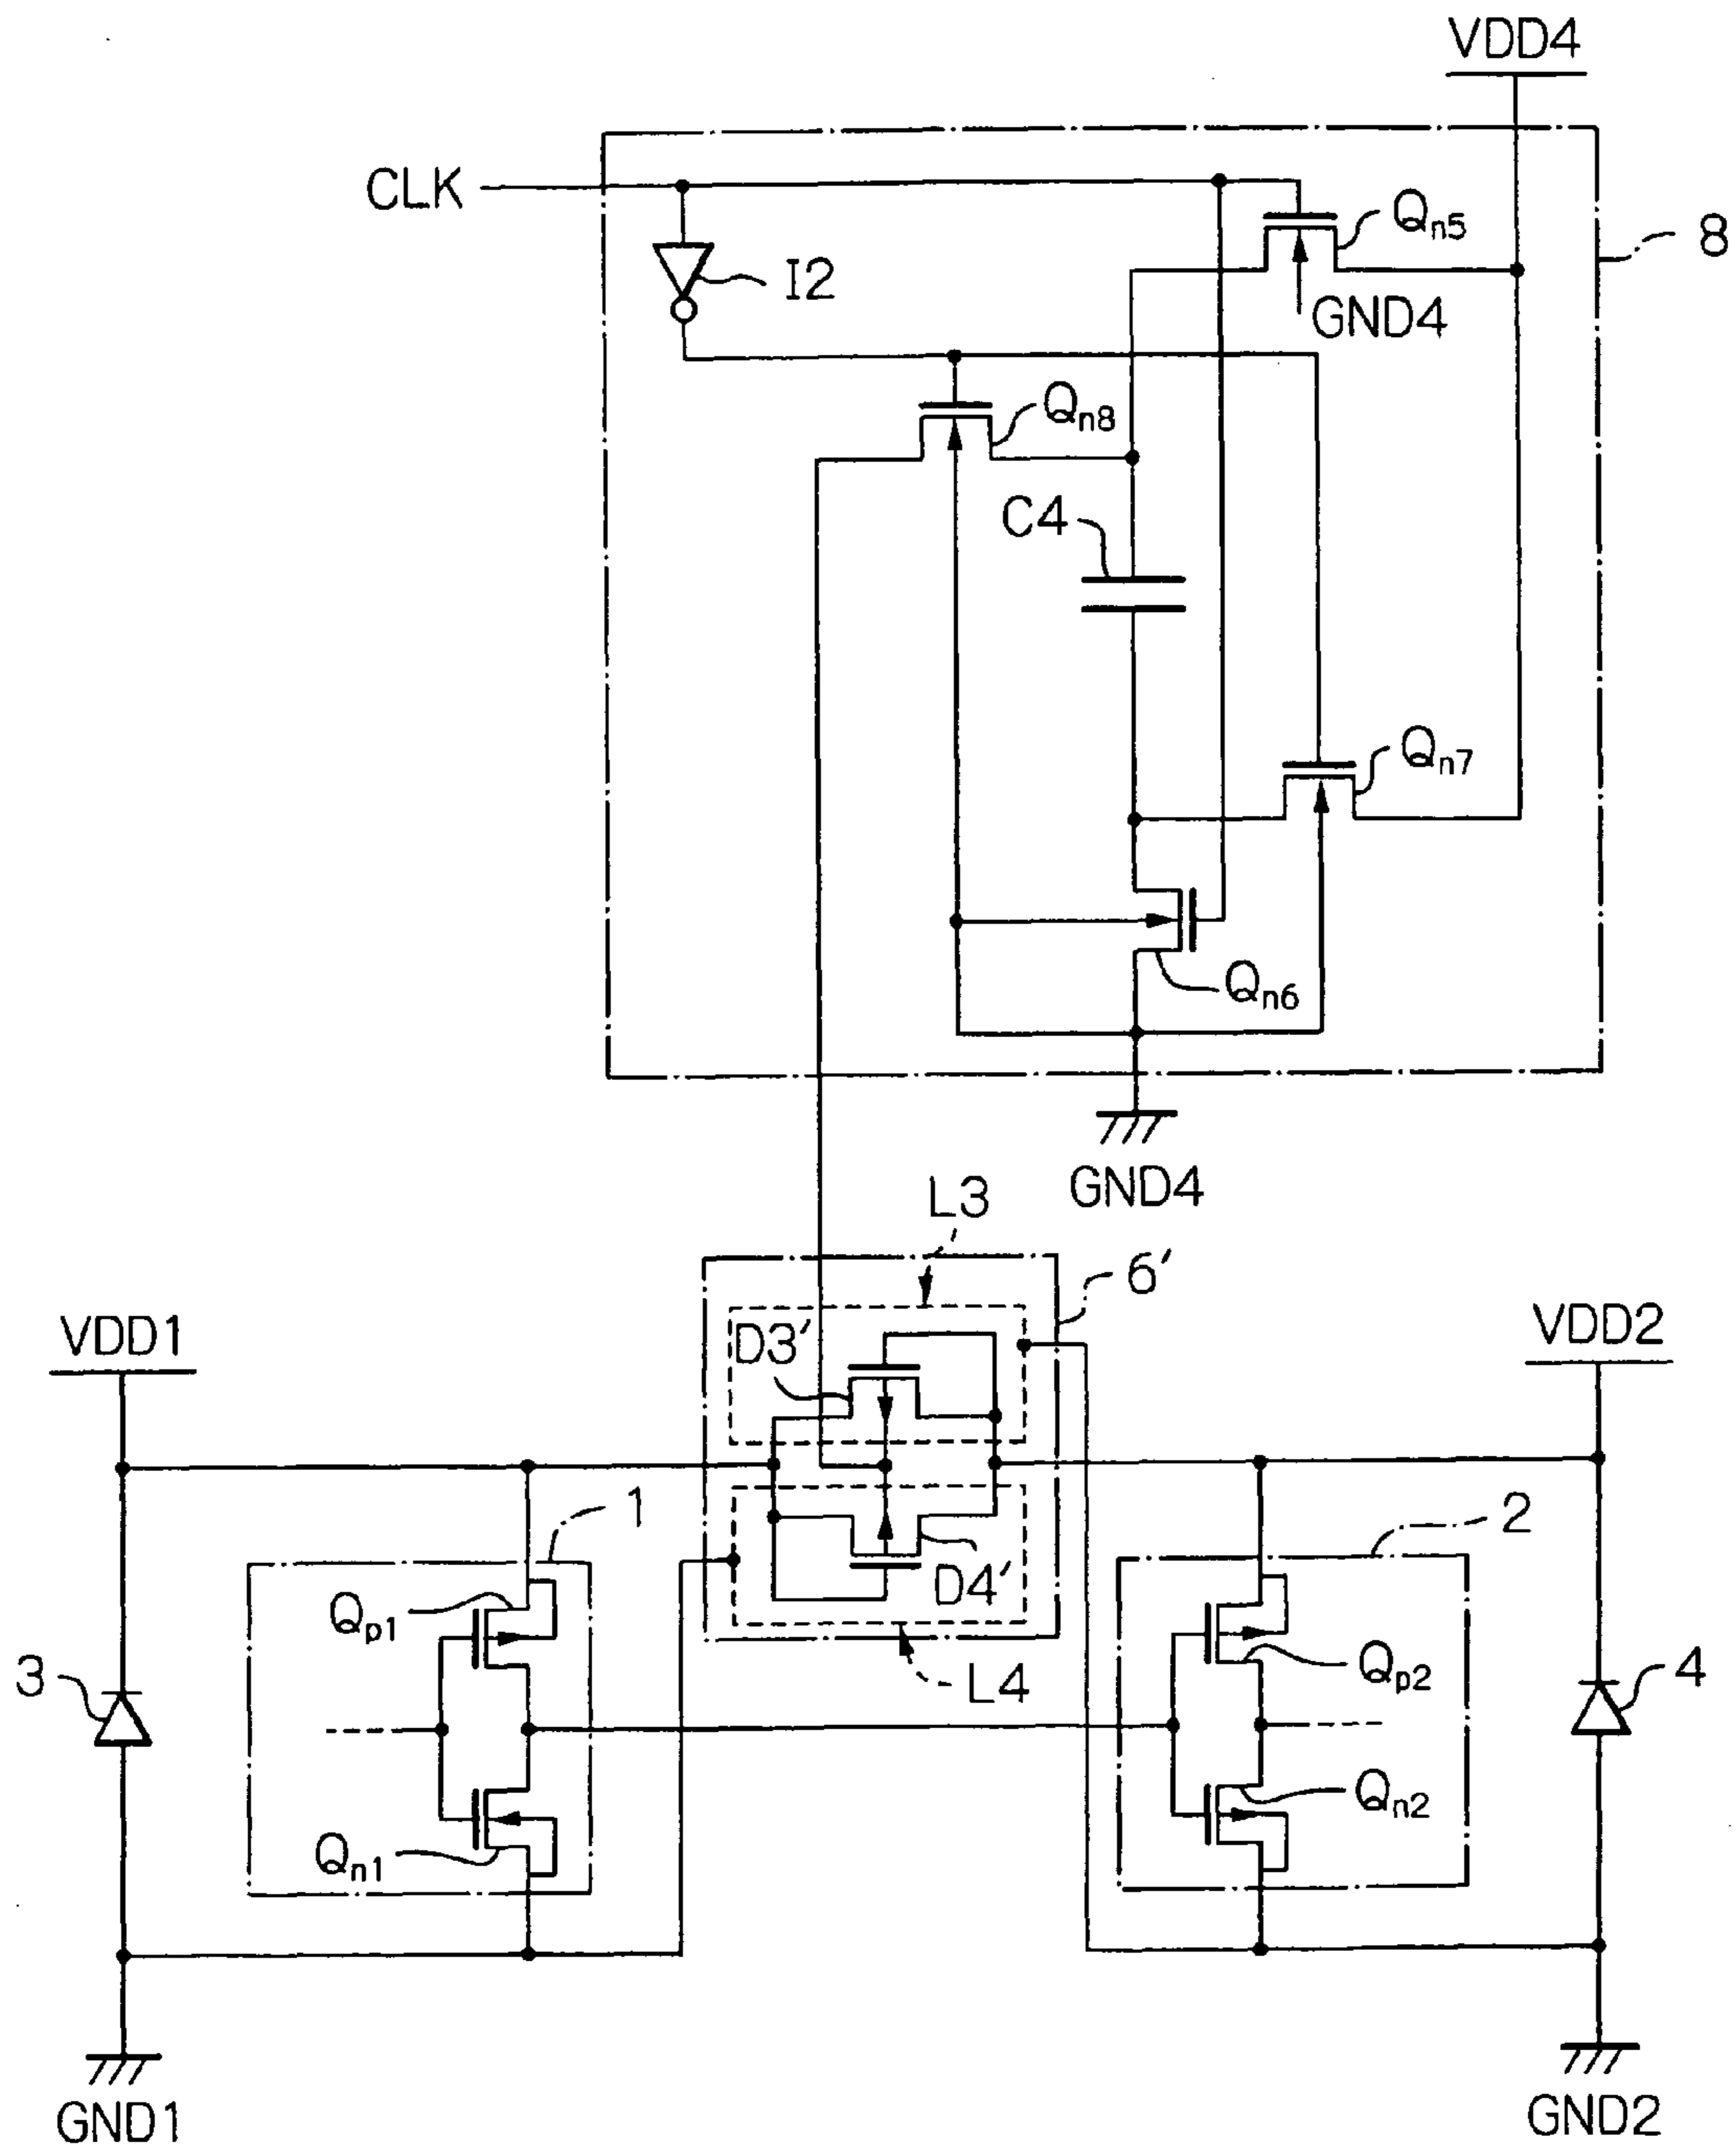 VDD4
CLK
Qn5
8
I2
GND4
Qn8
C4
Qn7
Qn6
GND4
L3
6′
VDD1
D3′
VDD2
1
2
D4′
Qp1
Qp2
3
L4
4
Qn1
Qn2
GND1
GND2